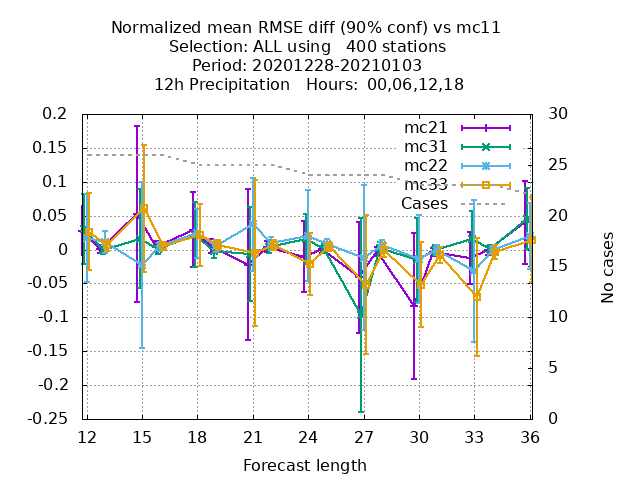 Normalized mean RMSE diff (90% conf) vs mc11
Selection: ALL using   400 stations
Period: 20201228-20210103
12h Precipitation   Hours:  00,06,12,18
0.2
0.15
0.1
0.05
0
-0.05
-0.1
-0.15
-0.2
-0.25
30
25
20
15
10
5
0
mc21
mc31
mc22
mc33
Cases
No cases
12 15 18 21 24 27 30 33 36
Forecast length